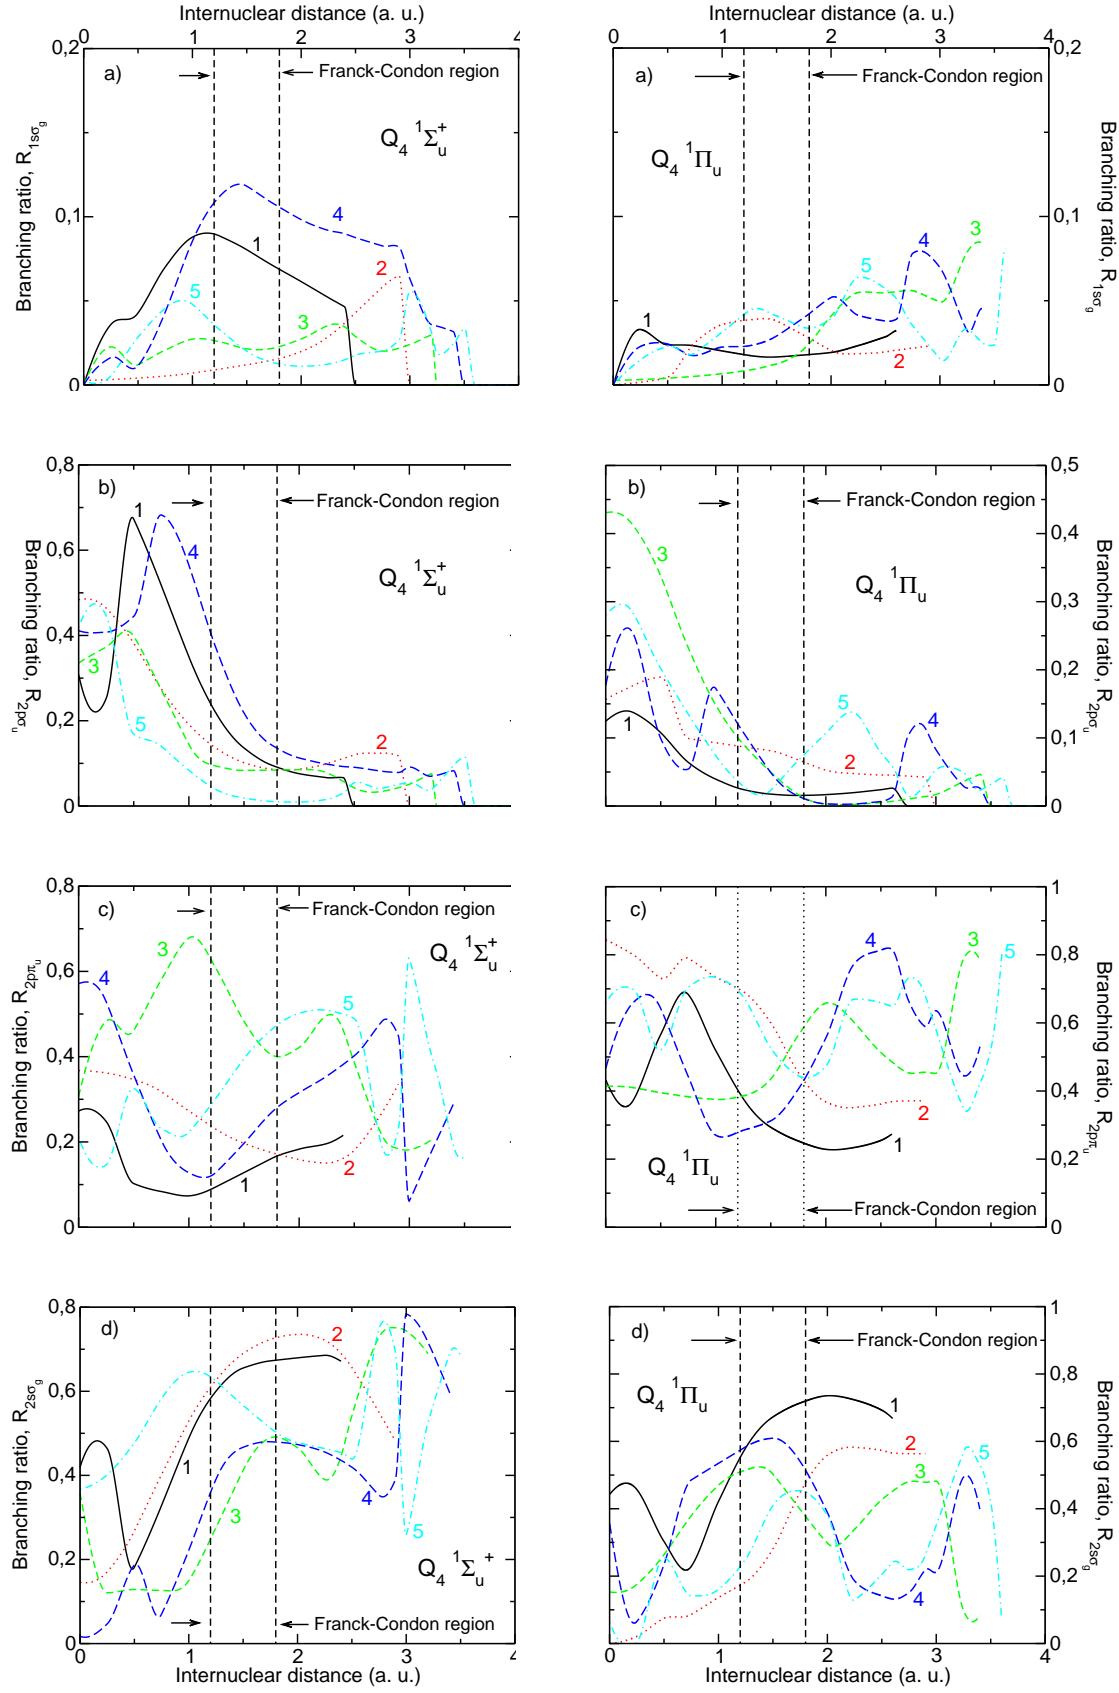 Internuclear distance (a. u.)
0 1 2 3 4
0,2
0,1
0
a)
Franck-Condon region
Q4 ¹Σu⁺
Branching ratio, R1sσg
1
2
3
4
5
Internuclear distance (a. u.)
0 1 2 3 4
0,2
0,1
0
a)
Franck-Condon region
Q4 ¹Πu
Branching ratio, R1sσg
1
2
3
4
5
0,8
0,6
0,4
0,2
0
b)
Franck-Condon region
Q4 ¹Σu⁺
Branching ratio, R2pσu
1
2
3
4
5
0,5
0,4
0,3
0,2
0,1
0
b)
Franck-Condon region
Q4 ¹Πu
Branching ratio, R2pσu
1
2
3
4
5
0,8
0,6
0,4
0,2
0
c)
Franck-Condon region
Q4 ¹Σu⁺
Branching ratio, R2pπu
1
2
3
4
5
1
0,8
0,6
0,4
0,2
0
c)
Franck-Condon region
Q4 ¹Πu
Branching ratio, R2pπu
1
2
3
4
5
0,8
0,6
0,4
0,2
0
d)
Franck-Condon region
Q4 ¹Σu⁺
Branching ratio, R2sσg
1
2
3
4
5
0 1 2 3 4
Internuclear distance (a. u.)
1
0,8
0,6
0,4
0,2
0
d)
Franck-Condon region
Q4 ¹Πu
Branching ratio, R2sσg
1
2
3
4
5
0 1 2 3 4
Internuclear distance (a. u.)